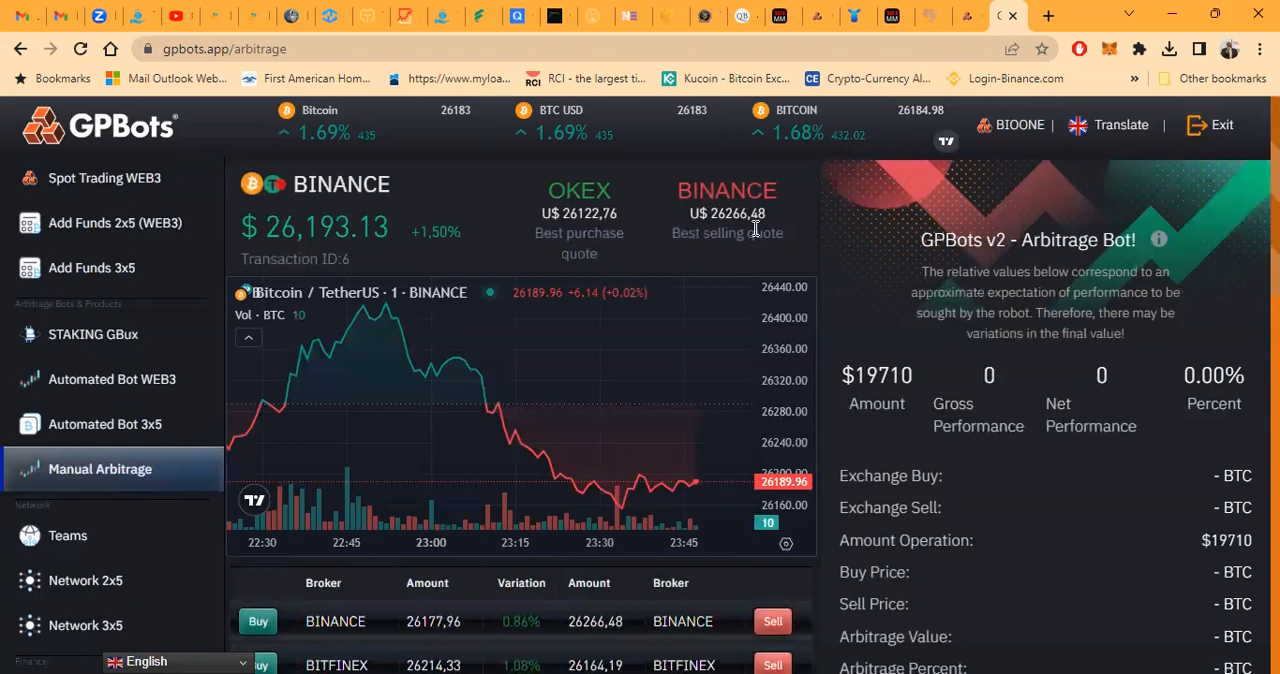 gpbots.app/arbitrage
Bookmarks
Mail Outlook Web...
First American Hom...
https://www.myloa...
RCI
RCI - the largest ti...
Kucoin - Bitcoin Exc...
CE
Crypto-Currency Al...
Login-Binance.com
»
Other bookmarks
GPBots
Bitcoin 26183
1.69% 435
BTC USD 26183
1.69% 435
BITCOIN 26184.98
1.68% 432.02
BIOONE |
Translate |
Exit
Spot Trading WEB3
Add Funds 2x5 (WEB3)
Add Funds 3x5
Arbitrage Bots & Products
STAKING GBux
Automated Bot WEB3
Automated Bot 3x5
Manual Arbitrage
Network
Teams
Network 2x5
Network 3x5
Finance
English
BINANCE
$ 26,193.13 +1,50%
Transaction ID:6
OKEX
U$ 26122,76
Best purchase
quote
BINANCE
U$ 26266,48
Best selling quote
Bitcoin / TetherUS · 1 · BINANCE 26189.96 +6.14 (+0.02%)
Vol · BTC 10
26440.00
26400.00
26360.00
26320.00
26280.00
26240.00
26200.00
26189.96
26160.00
10
22:30 22:45 23:00 23:15 23:30 23:45
Broker Amount Variation Amount Broker
Buy BINANCE 26177,96 0.86% 26266,48 BINANCE Sell
Buy BITFINEX 26214,33 1.08% 26164,19 BITFINEX Sell
GPBots v2 - Arbitrage Bot!
The relative values below correspond to an
approximate expectation of performance to be
sought by the robot. Therefore, there may be
variations in the final value!
$19710 0 0 0.00%
Amount Gross Net Percent
Performance Performance
Exchange Buy: - BTC
Exchange Sell: - BTC
Amount Operation: $19710
Buy Price: - BTC
Sell Price: - BTC
Arbitrage Value: - BTC
Arbitrage Percent: - BTC